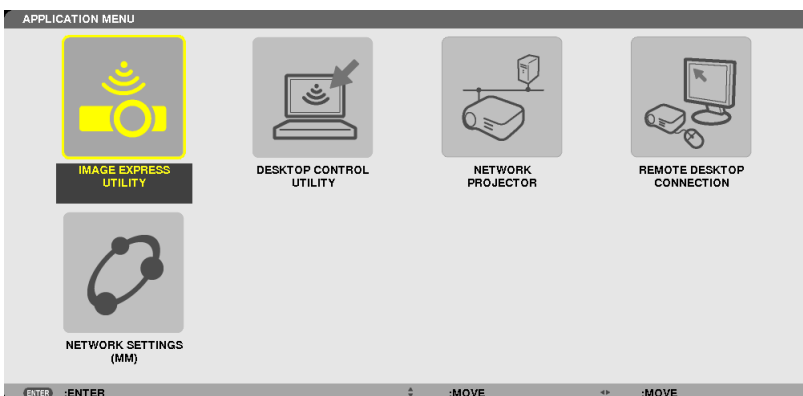 APPLICATION MENU
IMAGE EXPRESS
UTILITY
DESKTOP CONTROL
UTILITY
NETWORK
PROJECTOR
REMOTE DESKTOP
CONNECTION
NETWORK SETTINGS
(MM)
ENTER :ENTER :MOVE :MOVE